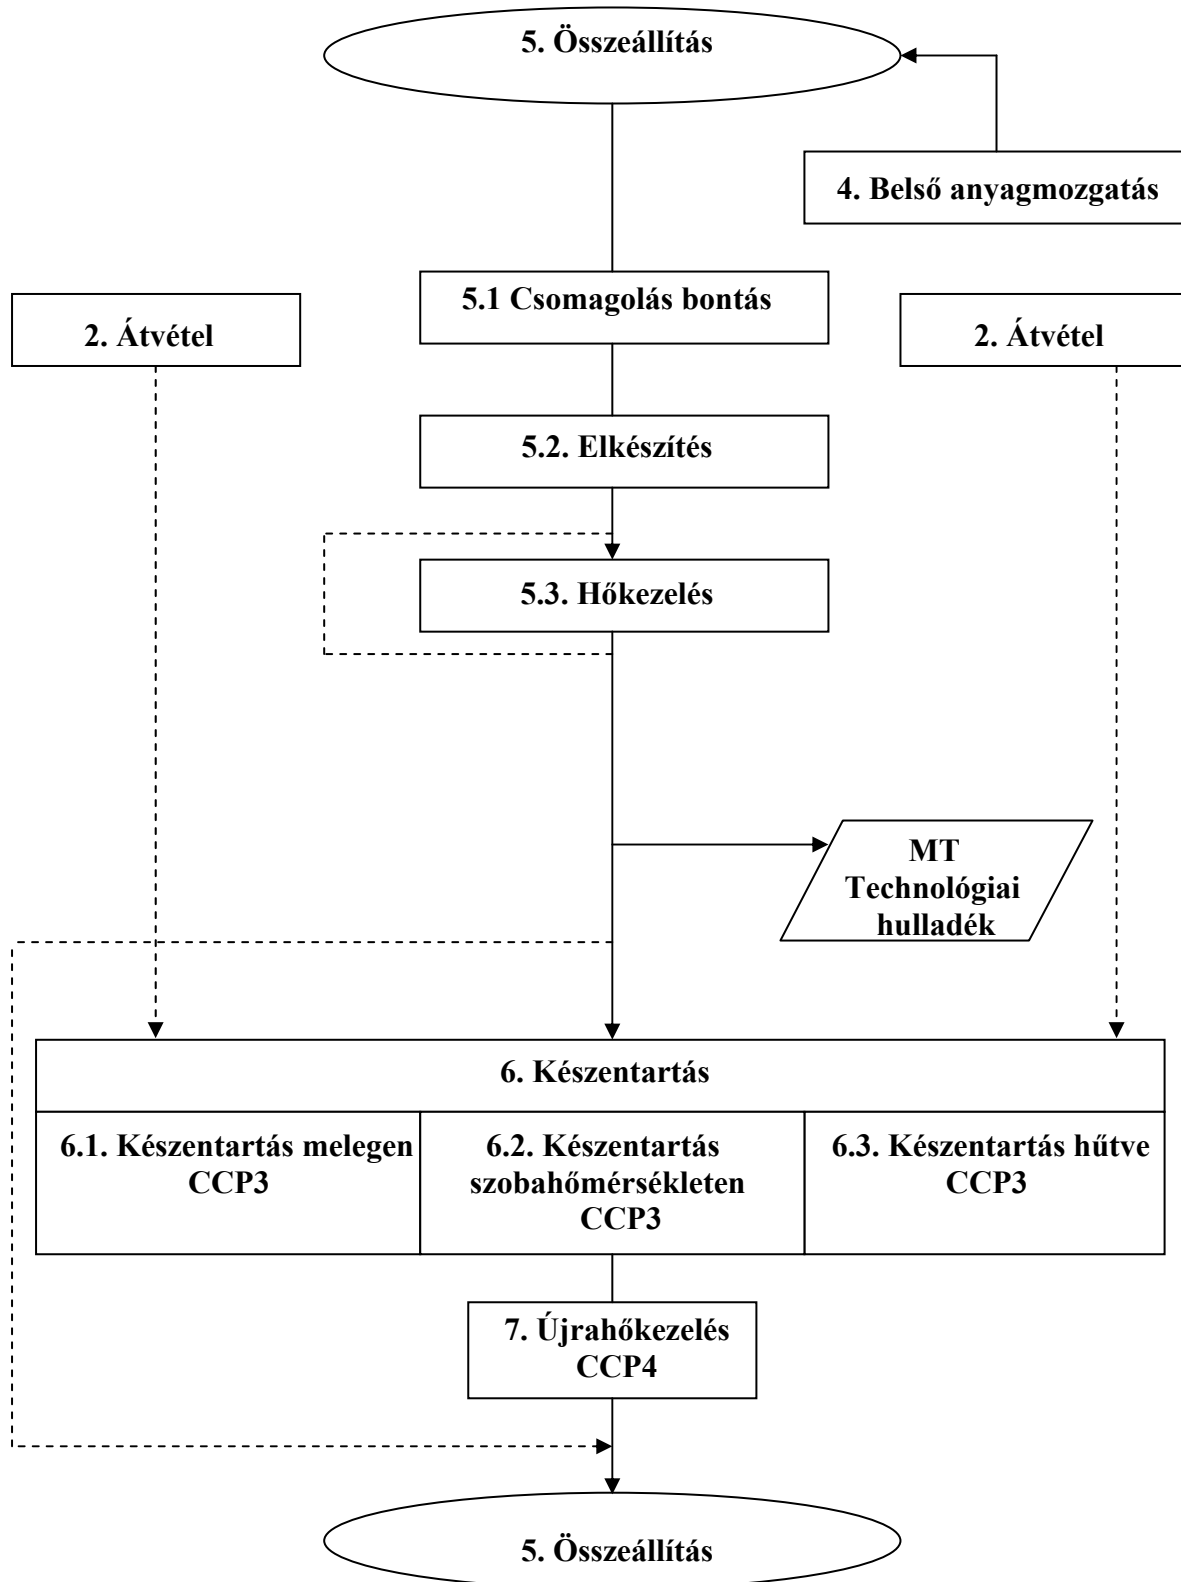 5. Összeállítás
4. Belső anyagmozgatás
5.1 Csomagolás bontás
2. Átvétel
2. Átvétel
5.2. Elkészítés
5.3. Hőkezelés
MT
Technológiai
hulladék
6. Készentartás
6.1. Készentartás melegen
CCP3
6.2. Készentartás
szobahőmérsékleten
CCP3
6.3. Készentartás hűtve
CCP3
7. Újrahőkezelés
CCP4
5. Összeállítás